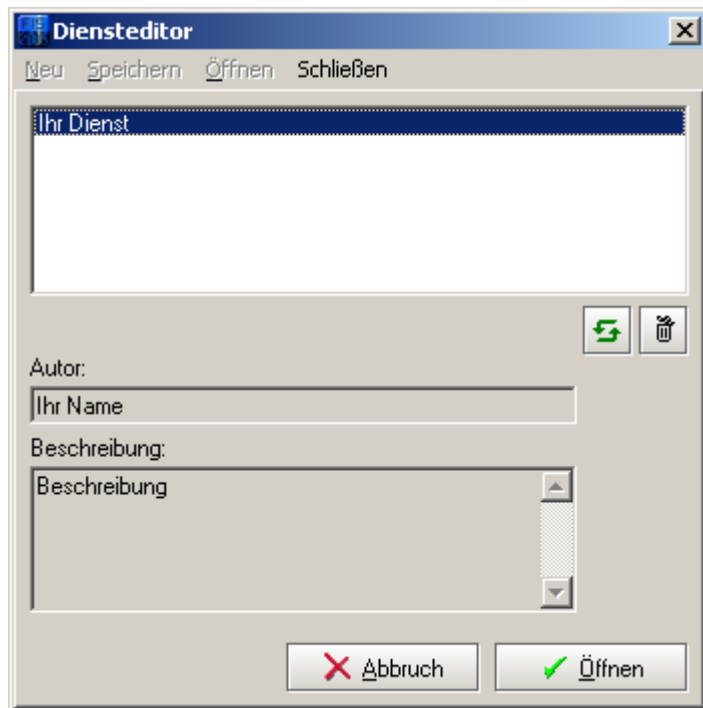 Diensteditor
Neu Speichern Öffnen Schließen
Ihr Dienst
Autor:
Ihr Name
Beschreibung:
Beschreibung
Abbruch Öffnen